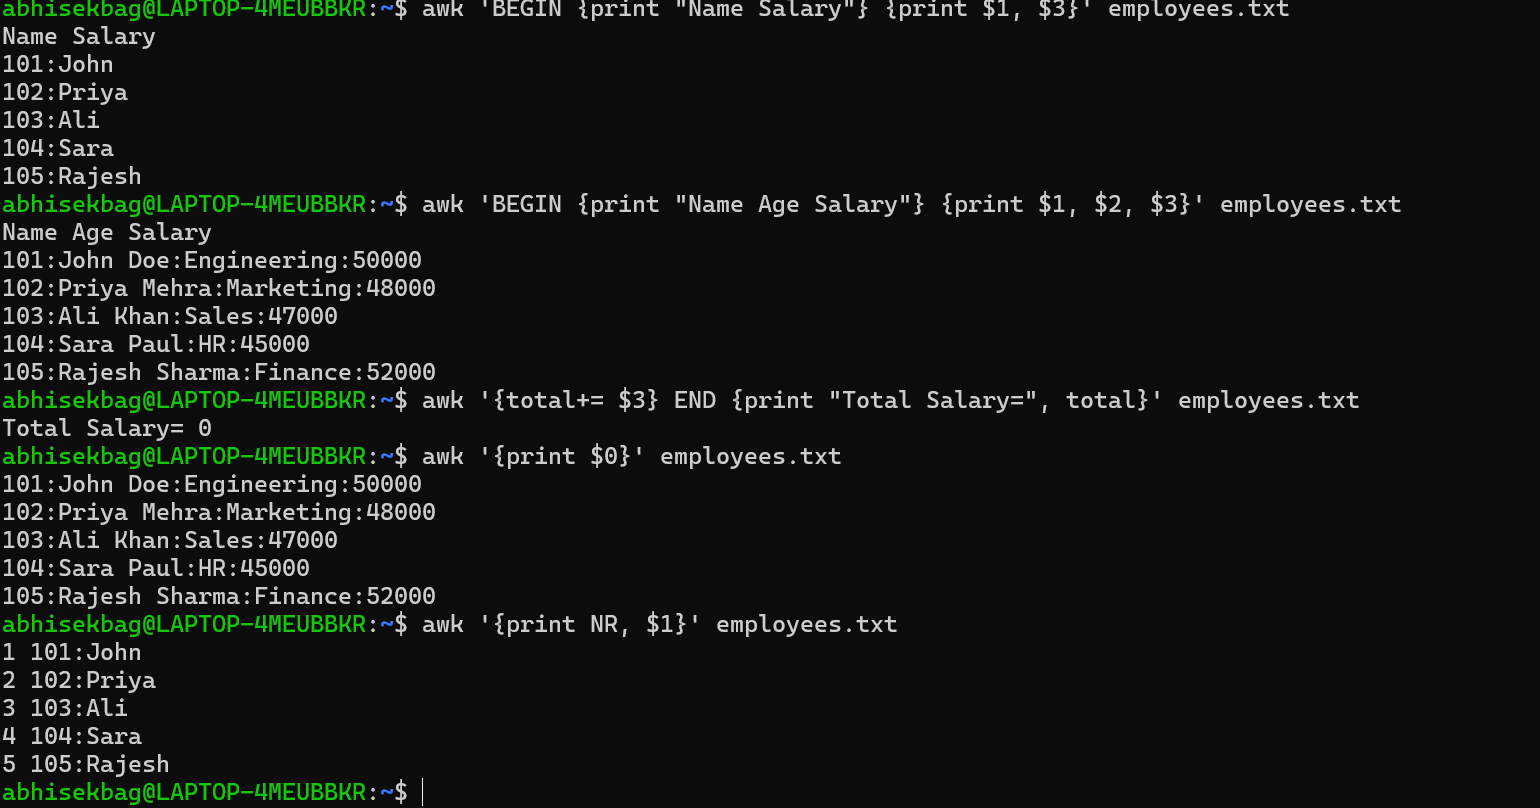 abhisekbag@LAPTOP-4MEUBBKR:~$ awk 'BEGIN {print "Name Salary"} {print $1, $3}' employees.txt
Name Salary
101:John
102:Priya
103:Ali
104:Sara
105:Rajesh
abhisekbag@LAPTOP-4MEUBBKR:~$ awk 'BEGIN {print "Name Age Salary"} {print $1, $2, $3}' employees.txt
Name Age Salary
101:John Doe:Engineering:50000
102:Priya Mehra:Marketing:48000
103:Ali Khan:Sales:47000
104:Sara Paul:HR:45000
105:Rajesh Sharma:Finance:52000
abhisekbag@LAPTOP-4MEUBBKR:~$ awk '{total+= $3} END {print "Total Salary=", total}' employees.txt
Total Salary= 0
abhisekbag@LAPTOP-4MEUBBKR:~$ awk '{print $0}' employees.txt
101:John Doe:Engineering:50000
102:Priya Mehra:Marketing:48000
103:Ali Khan:Sales:47000
104:Sara Paul:HR:45000
105:Rajesh Sharma:Finance:52000
abhisekbag@LAPTOP-4MEUBBKR:~$ awk '{print NR, $1}' employees.txt
1 101:John
2 102:Priya
3 103:Ali
4 104:Sara
5 105:Rajesh
abhisekbag@LAPTOP-4MEUBBKR:~$